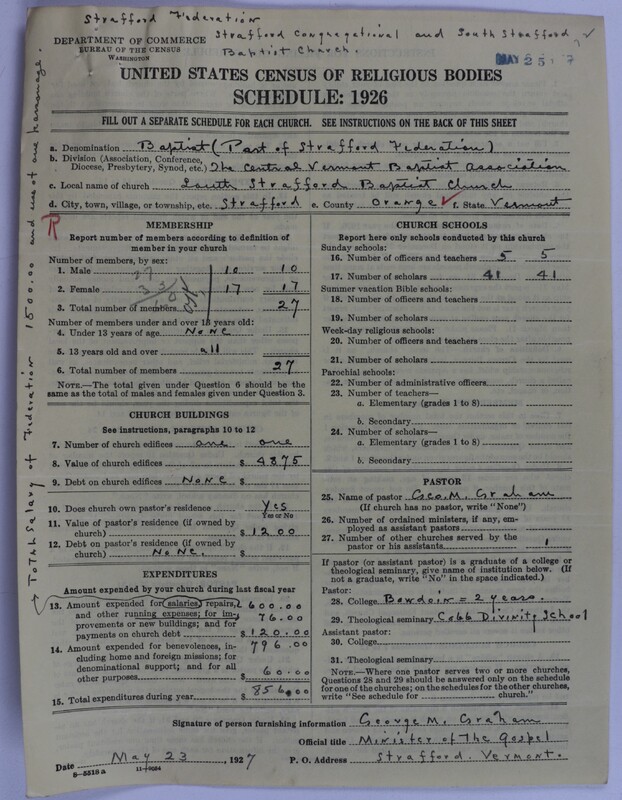 Strafford Federation
Strafford Congregational and South Strafford
Baptist Church.
DEPARTMENT OF COMMERCE
BUREAU OF THE CENSUS
WASHINGTON
MAY 25
UNITED STATES CENSUS OF RELIGIOUS BODIES
SCHEDULE: 1926
FILL OUT A SEPARATE SCHEDULE FOR EACH CHURCH. SEE INSTRUCTIONS ON THE BACK OF THIS SHEET
a. Denomination Baptist (Part of Strafford Federation)
b. Division (Association, Conference, Diocese, Presbytery, Synod, etc.) The Central Vermont Baptist Association
c. Local name of church South Strafford Baptist Church
d. City, town, village, or township, etc. Strafford e. County Orange f. State Vermont
R
Total Salary of Federation 1500.00 and use of one parsonage.
MEMBERSHIP
Report number of members according to definition of
member in your church
Number of members, by sex:
1. Male 10 10
2. Female 17 17
3. Total number of members 27
Number of members under and over 13 years old:
4. Under 13 years of age None
5. 13 years old and over all
6. Total number of members 27
NOTE.—The total given under Question 6 should be
same as the total of males and females given under Question 3.
CHURCH BUILDINGS
See instructions, paragraphs 10 to 12
7. Number of church edifices one one
8. Value of church edifices $ 4875
9. Debt on church edifices None $
10. Does church own pastor's residence Yes
Yes or No
11. Value of pastor's residence (if owned by
church) $ 1200
12. Debt on pastor's residence (if owned by
church) None. $
EXPENDITURES
Amount expended by your church during last fiscal year
13. Amount expended for salaries, repairs, 600.00
and other running expenses; for im- 76.00
provements or new buildings; and for
payments on church debt $ 120.00
14. Amount expended for benevolences, in- 796.00
cluding home and foreign missions; for
denominational support; and for all
other purposes $ 60.00
15. Total expenditures during year $ 856.00
CHURCH SCHOOLS
Report here only schools conducted by this church
Sunday schools:
16. Number of officers and teachers 5 5
17. Number of scholars 41 41
Summer vacation Bible schools:
18. Number of officers and teachers
19. Number of scholars
Week-day religious schools:
20. Number of officers and teachers
21. Number of scholars
Parochial schools:
22. Number of administrative officers
23. Number of teachers—
a. Elementary (grades 1 to 8)
b. Secondary
24. Number of scholars—
a. Elementary (grades 1 to 8)
b. Secondary
PASTOR
25. Name of pastor Geo. M. Graham
(If church has no pastor, write "None")
26. Number of ordained ministers, if any, em-
ployed as assistant pastors
27. Number of other churches served by the
pastor or his assistants 1
If pastor (or assistant pastor) is a graduate of a college or
theological seminary, give name of institution below. (If
not a graduate, write "No" in the space indicated.)
Pastor:
28. College Bowdoin = 2 years.
29. Theological seminary Cobb Divinity School
Assistant pastor:
30. College
31. Theological seminary
NOTE.—Where one pastor serves two or more churches,
Questions 28 and 29 should be answered only on the schedule
for one of the churches; on the schedules for the other churches,
write "See schedule for church."
Signature of person furnishing information George M. Graham
Official title Minister of The Gospel
Date May 23, 1927 P. O. Address Strafford. Vermont.
8-5518a 11-9084